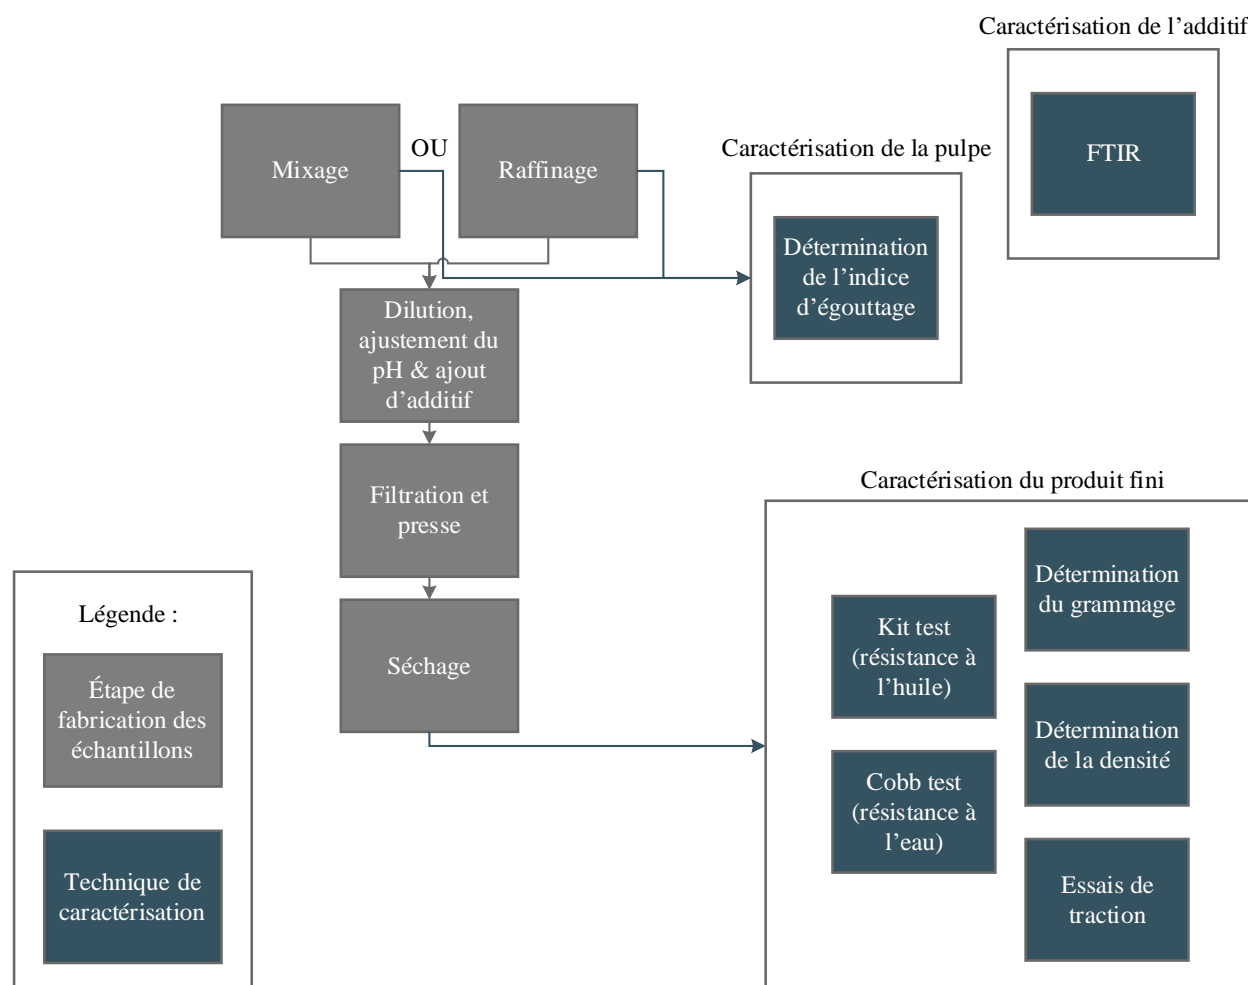 Caractérisation de l’additif
FTIR
Mixage
OU
Raffinage
Caractérisation de la pulpe
Détermination
de l’indice
d’égouttage
Dilution,
ajustement du
pH & ajout
d’additif
Filtration et
presse
Séchage
Caractérisation du produit fini
Kit test
(résistance à
l’huile)
Cobb test
(résistance à
l’eau)
Détermination
du grammage
Détermination
de la densité
Essais de
traction
Légende :
Étape de
fabrication des
échantillons
Technique de
caractérisation